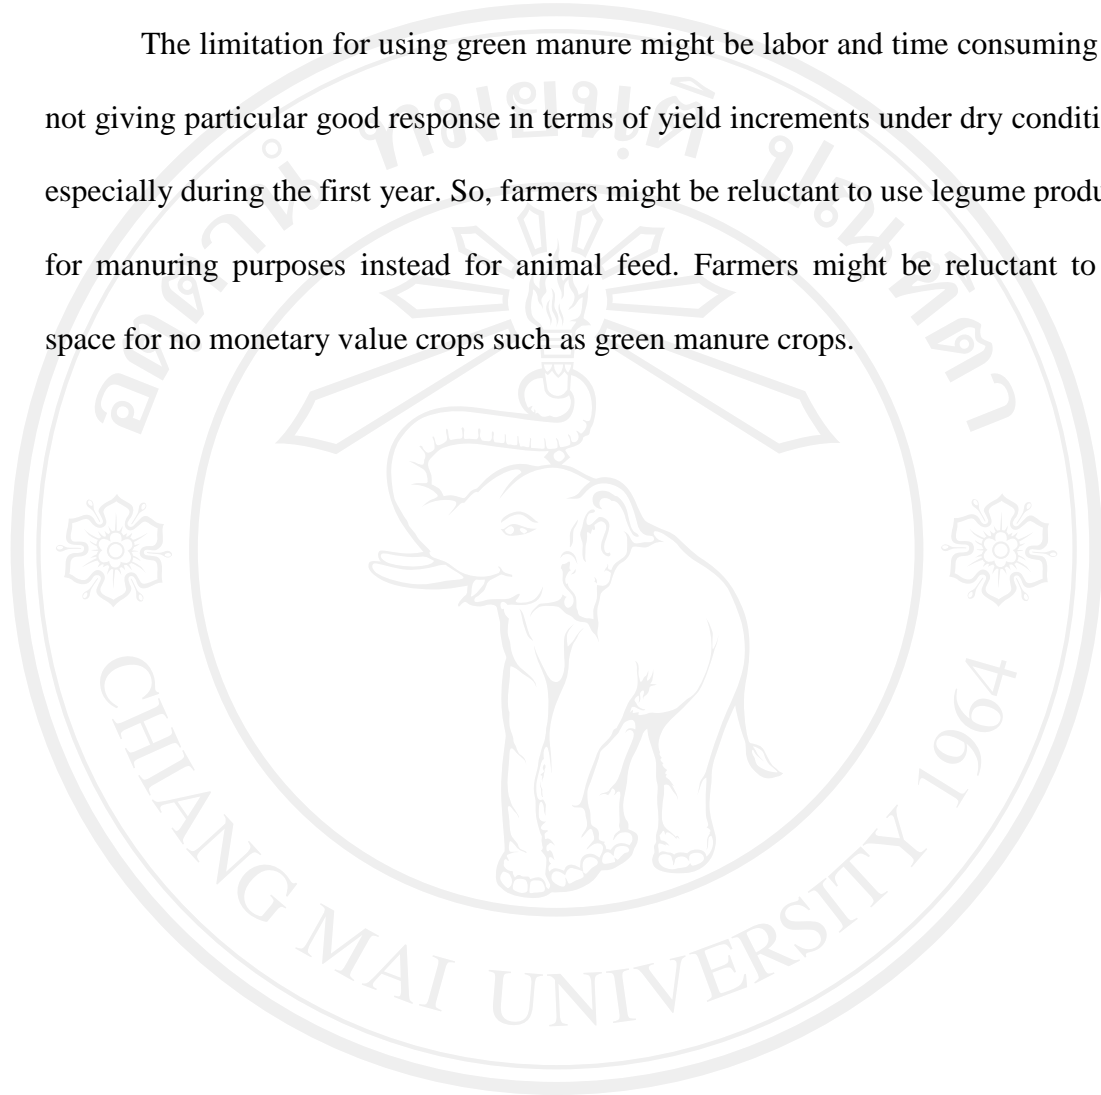 The limitation for using green manure might be labor and time consuming
not giving particular good response in terms of yield increments under dry conditi
especially during the first year. So, farmers might be reluctant to use legume produ
for manuring purposes instead for animal feed. Farmers might be reluctant to
space for no monetary value crops such as green manure crops.
CHIANG MAI UNIVERSITY 1964